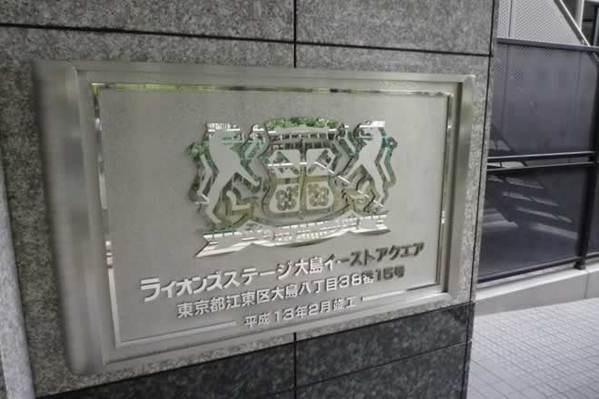 ライオンズステージ大島イーストアクエア
東京都江東区大島八丁目38番15号
平成13年2月竣工